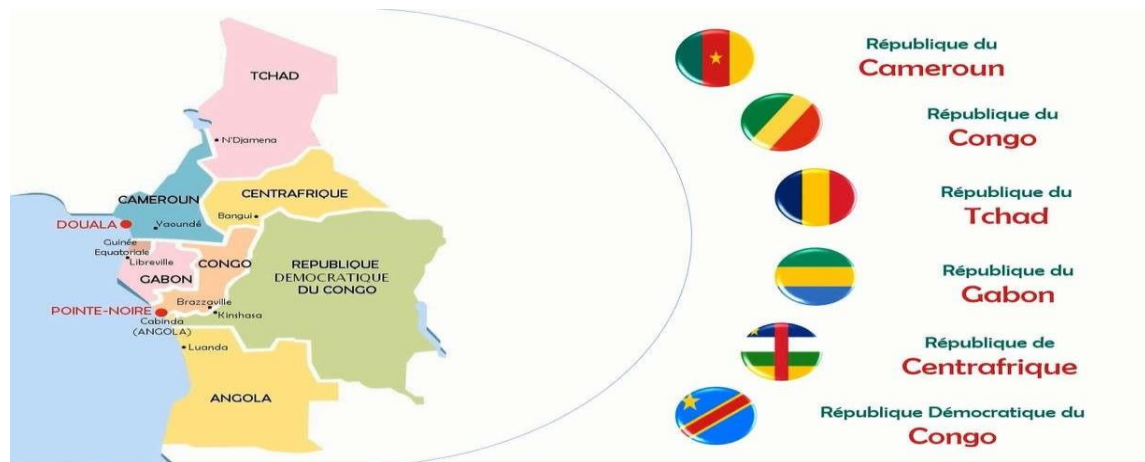 TCHAD
N'Djamena
CENTRAFRIQUE
CAMEROUN
Bangui
DOUALA
Yaoundé
Guinée
Equatoriale
Libreville
CONGO
GABON
REPUBLIQUE
DEMOCRATIQUE
DU CONGO
Brazzaville
POINTE-NOIRE
Kinshasa
Cabinda
(ANGOLA)
Luanda
ANGOLA
République du
Cameroun
République du
Congo
République du
Tchad
République du
Gabon
République de
Centrafrique
République Démocratique du
Congo